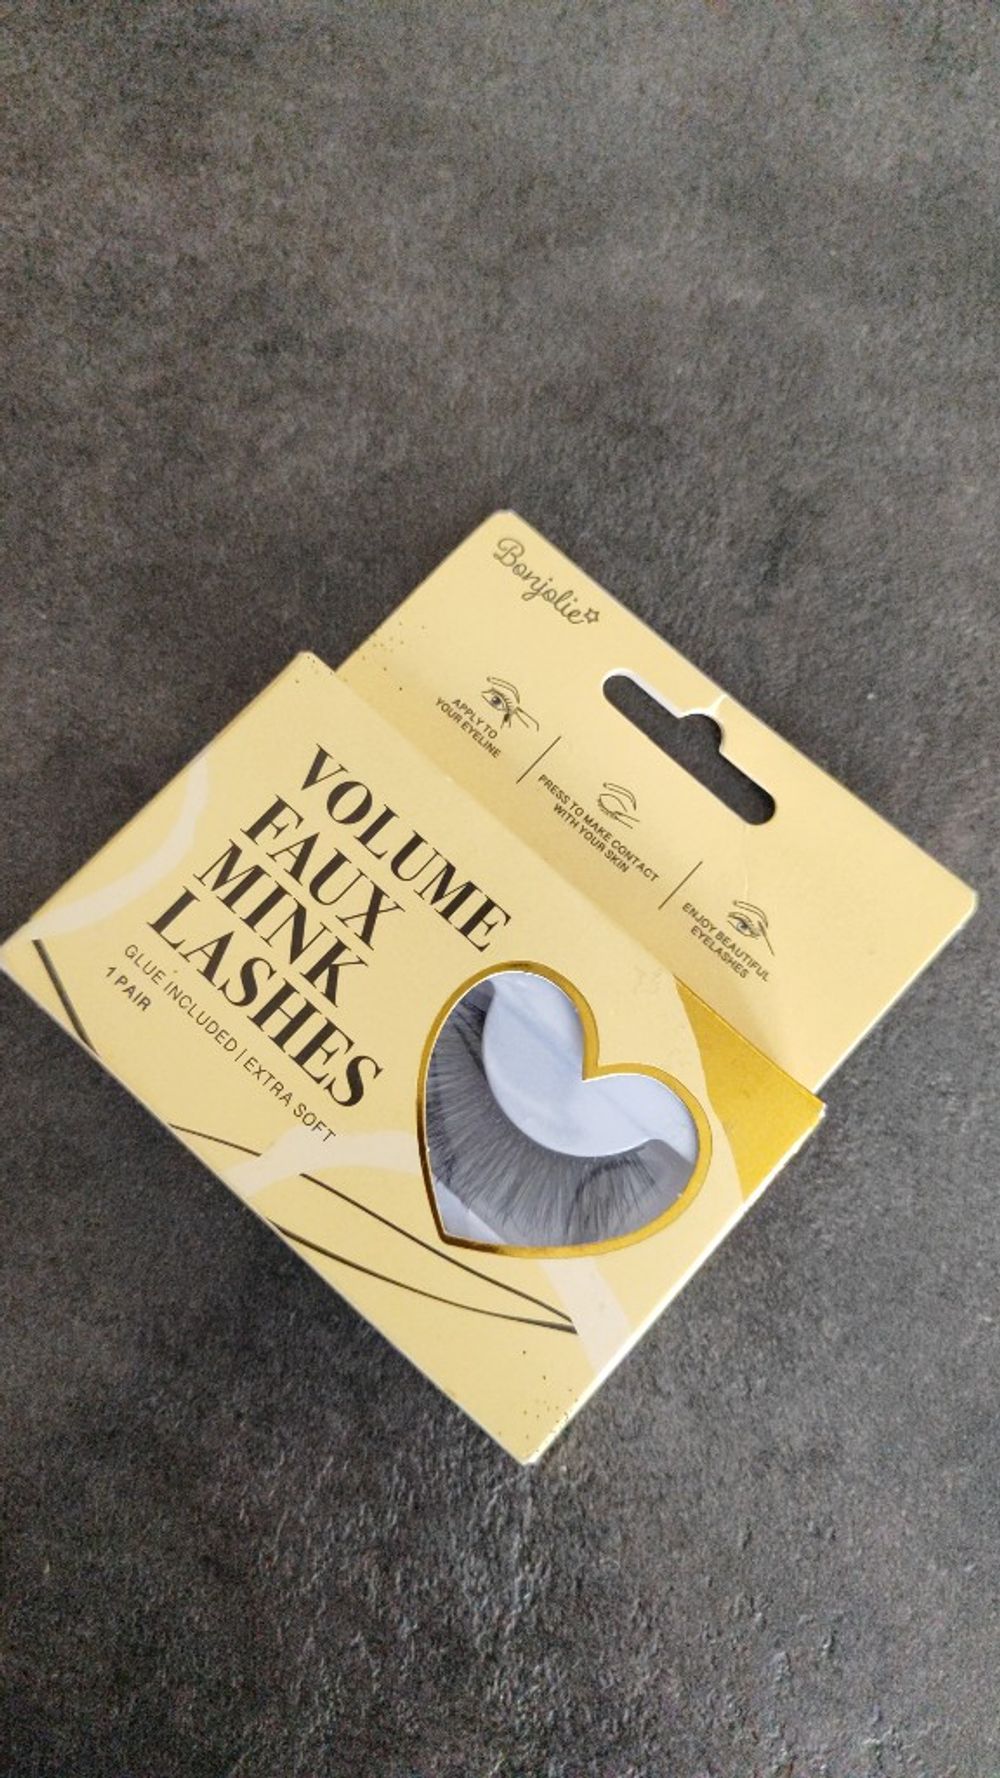 Bonjolie
APPLY TO
YOUR EYELINE
PRESS TO MAKE CONTACT
WITH YOUR SKIN
ENJOY BEAUTIFUL
EYELASHES
VOLUME
FAUX
MINK
LASHES
GLUE INCLUDED | EXTRA SOFT
1 PAIR